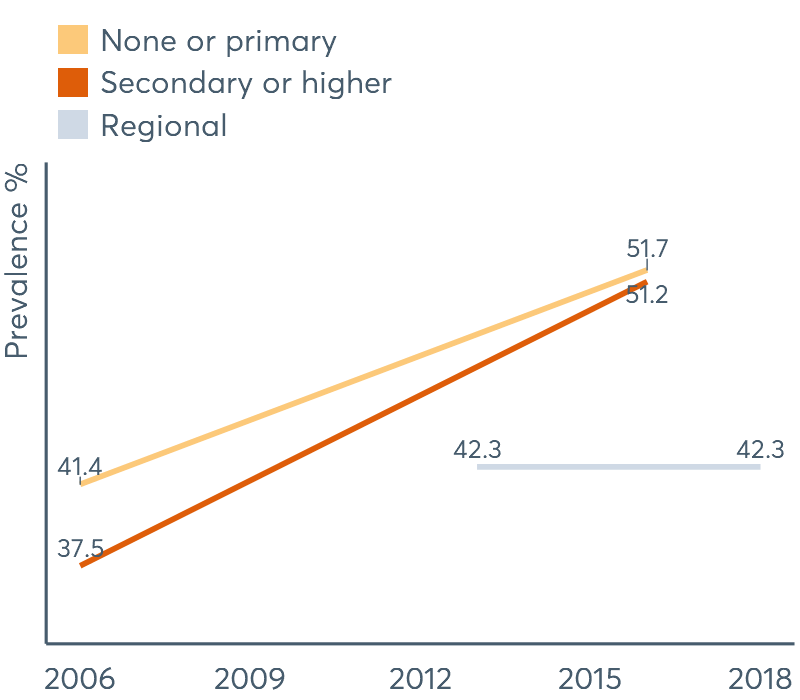 None or primary
Secondary or higher
Regional
Prevalence %
51.7
51.2
42.3 42.3
41.4
37.5
2006 2009 2012 2015 2018